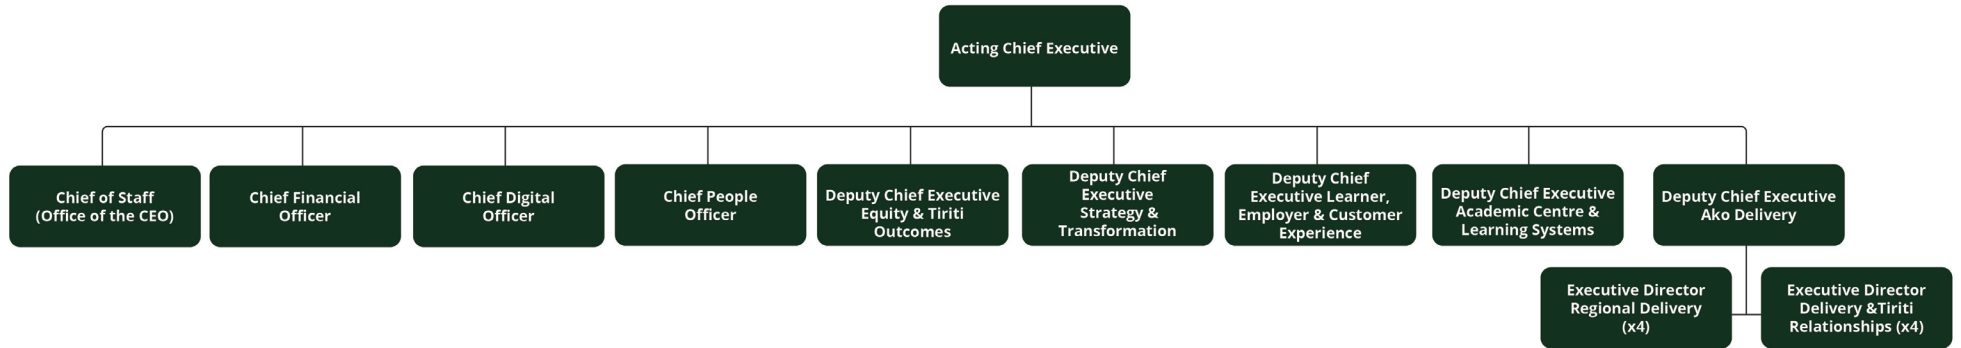 Acting Chief Executive
Chief of Staff
(Office of the CEO)
Chief Financial
Officer
Chief Digital
Officer
Chief People
Officer
Deputy Chief Executive
Equity & Tiriti
Outcomes
Deputy Chief
Executive
Strategy &
Transformation
Deputy Chief
Executive Learner,
Employer & Customer
Experience
Deputy Chief Executive
Academic Centre &
Learning Systems
Deputy Chief Executive
Ako Delivery
Executive Director
Regional Delivery
(x4)
Executive Director
Delivery &Tiriti
Relationships (x4)